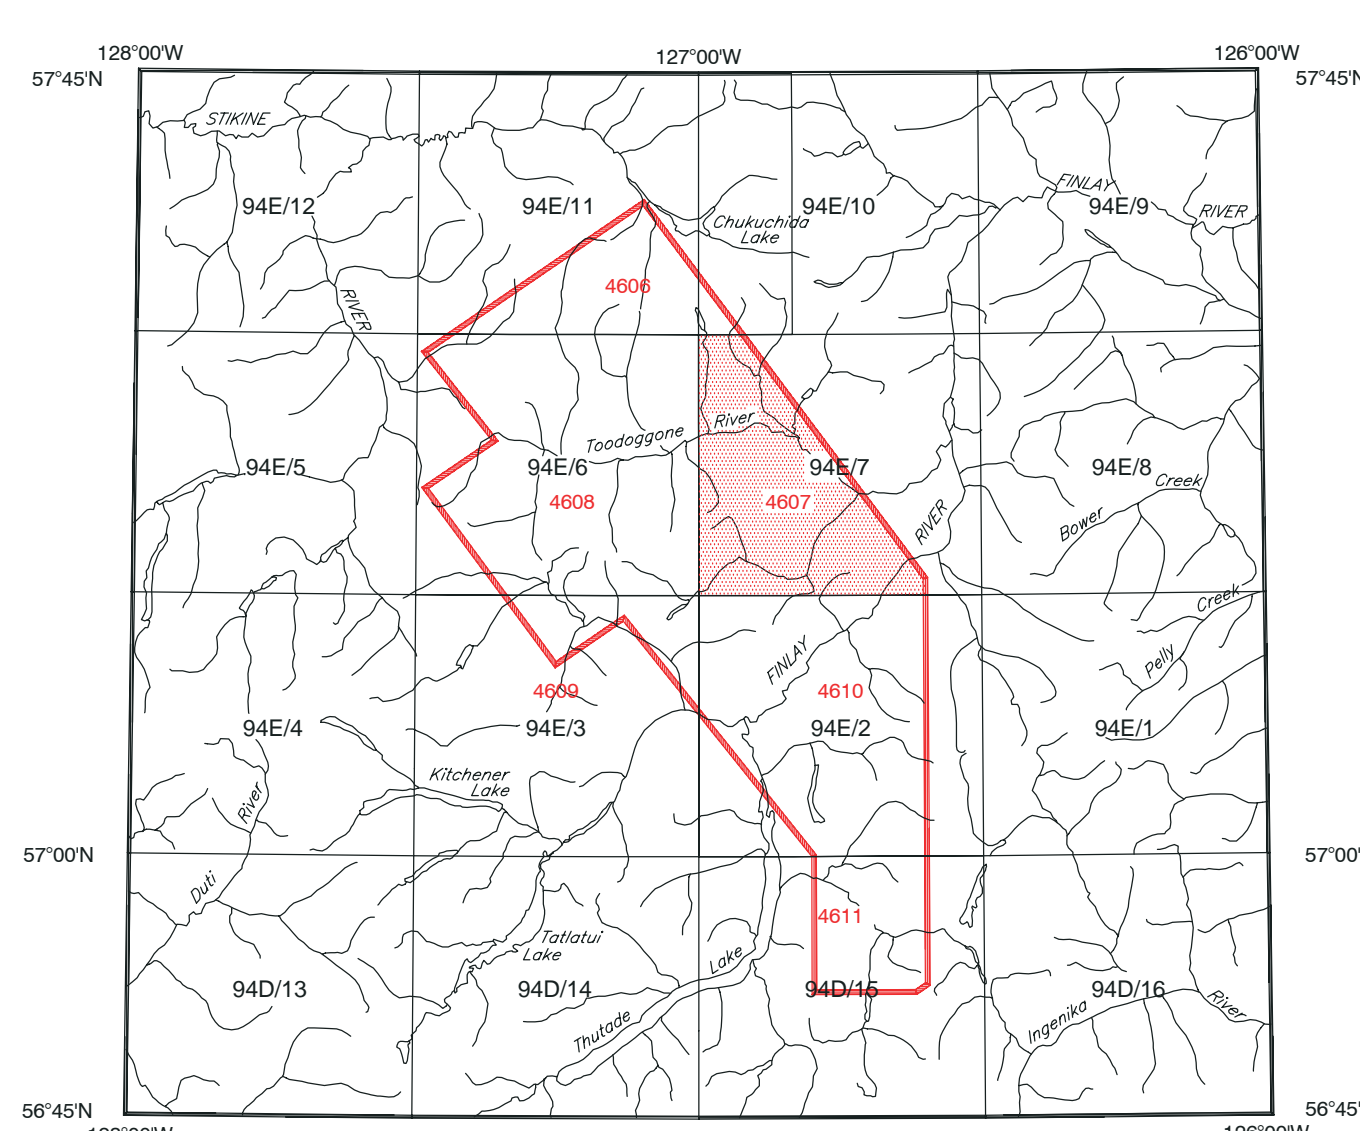 128°00'W
127°00'W
126°00'W
57°45'N
57°45'N
STIKINE
FINLAY
94E/12
94E/11
94E/10
94E/9
RIVER
Chukuchida
Lake
4606
RIVER
River
Toodoggone
94E/5
94E/6
94E/7
94E/8
Creek
4608
4607
RIVER
Bower
Creek
FINLAY
Pelly
4609
4610
94E/4
94E/3
94E/2
94E/1
Kitchener
Lake
River
57°00'N
57°00'N
Duti
4611
Tatlatui
Lake
Lake
94D/13
94D/14
94D/15
94D/16
River
Ingenika
Thutade
56°45'N
56°45'N